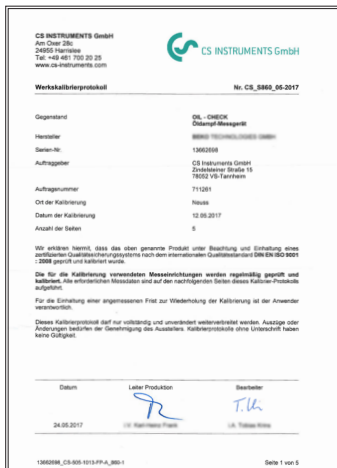 CS INSTRUMENTS GmbH
Am Oxer 28c
24955 Harrislee
Tel: +49 461 700 20 25
www.cs-instruments.com
CS INSTRUMENTS GmbH
Werkskalibrierprotokoll Nr. CS_S860_05-2017
Gegenstand OIL - CHECK
Öldampf-Messgerät
Hersteller
Serien-Nr. 13662698
Auftraggeber CS Instruments GmbH
Zindelsteiner Straße 15
78052 VS-Tannheim
Auftragsnummer 711261
Ort der Kalibrierung Neuss
Datum der Kalibrierung 12.05.2017
Anzahl der Seiten 5
Wir erklären hiermit, dass das oben genannte Produkt unter Beachtung und Einhaltung eines
zertifizierten Qualitätssicherungssystems nach dem internationalen Qualitätsstandard DIN EN ISO 9001
: 2008 geprüft und kalibriert wurde.
Die für die Kalibrierung verwendeten Messeinrichtungen werden regelmäßig geprüft und
kalibriert. Alle erforderlichen Messdaten sind auf den nachfolgenden Seiten dieses Kalibrier-Protokolls
aufgeführt.
Für die Einhaltung einer angemessenen Frist zur Wiederholung der Kalibrierung ist der Anwender
verantwortlich.
Dieses Kalibrierprotokoll darf nur vollständig und unverändert weiterverbreitet werden. Auszüge oder
Änderungen bedürfen der Genehmigung des Ausstellers. Kalibrierprotokolle ohne Unterschrift haben
keine Gültigkeit.
Datum Leiter Produktion Bearbeiter
24.05.2017
13662698_CS-505-1013-FP-A_860-1 Seite 1 von 5